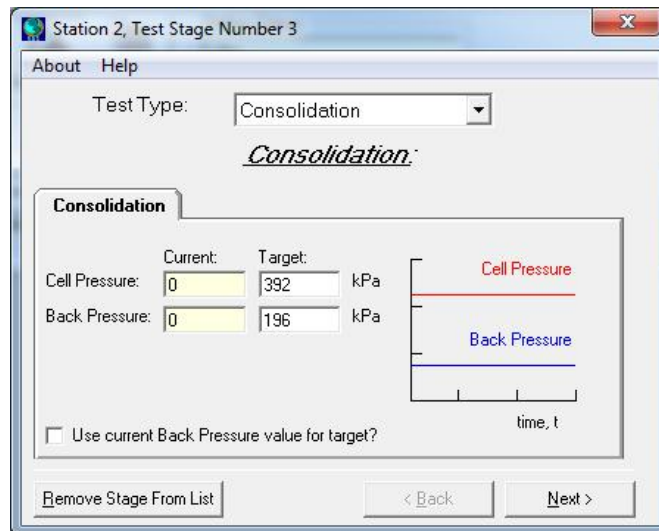 Station 2, Test Stage Number 3
About Help
Test Type: Consolidation
Consolidation:
Consolidation
Current: Target:
Cell Pressure: 0 392 kPa
Back Pressure: 0 196 kPa
Cell Pressure
Back Pressure
time, t
Use current Back Pressure value for target?
Remove Stage From List < Back Next >